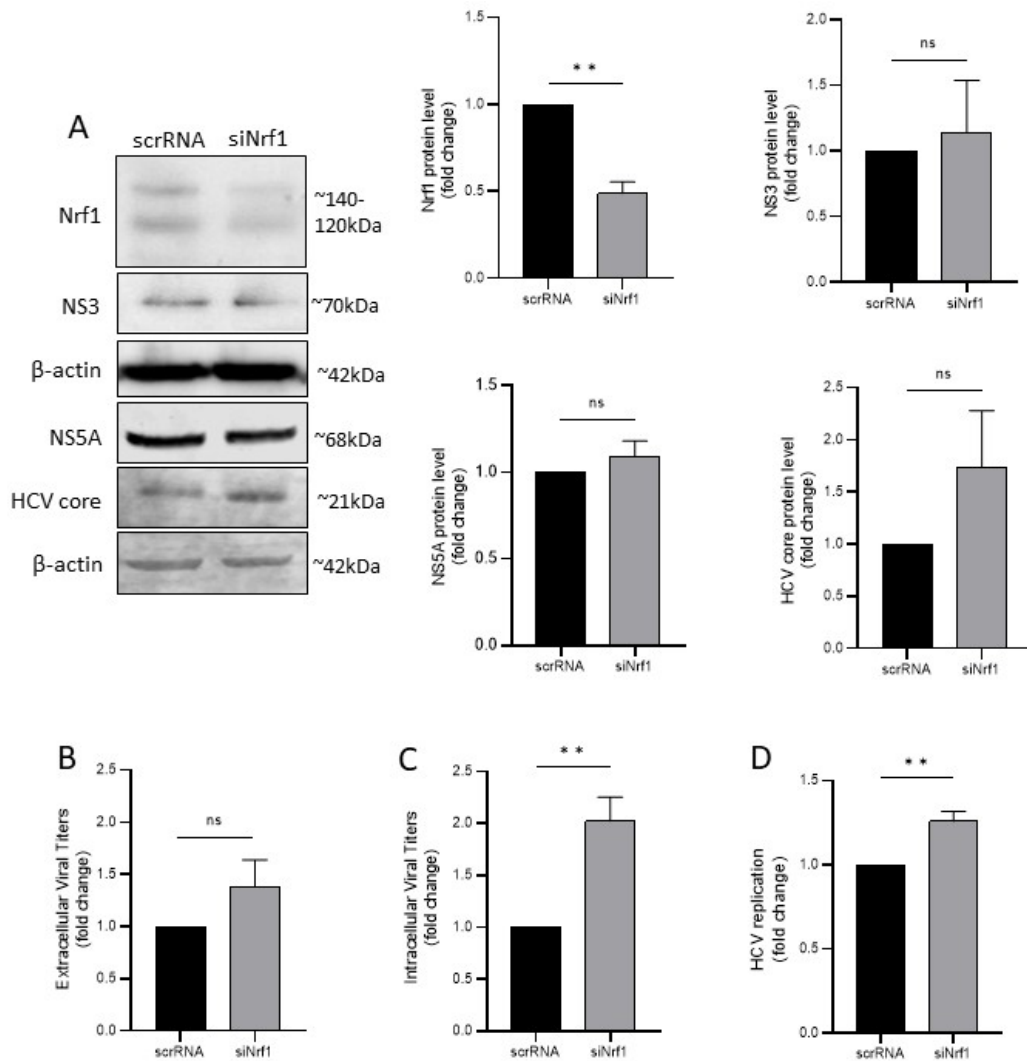 A
scrRNA siNrf1
Nrf1
~140-
120kDa
NS3
~70kDa
β-actin
~42kDa
NS5A
~68kDa
HCV core
~21kDa
β-actin
~42kDa
Nrf1 protein level
(fold change)
1.5
1.0
0.5
0.0
**
scrRNA siNrf1
NS3 protein level
(fold change)
2.0
1.5
1.0
0.5
0.0
ns
scrRNA siNrf1
NS5A protein level
(fold change)
1.5
1.0
0.5
0.0
ns
scrRNA siNrf1
HCV core protein level
(fold change)
2.5
2.0
1.5
1.0
0.5
0.0
ns
scrRNA siNrf1
B
Extracellular Viral Titers
(fold change)
2.5
2.0
1.5
1.0
0.5
0.0
ns
scrRNA siNrf1
C
Intracellular Viral Titers
(fold change)
2.5
2.0
1.5
1.0
0.5
0.0
**
scrRNA siNrf1
D
HCV replication
(fold change)
1.5
1.0
0.5
0.0
**
scrRNA siNrf1